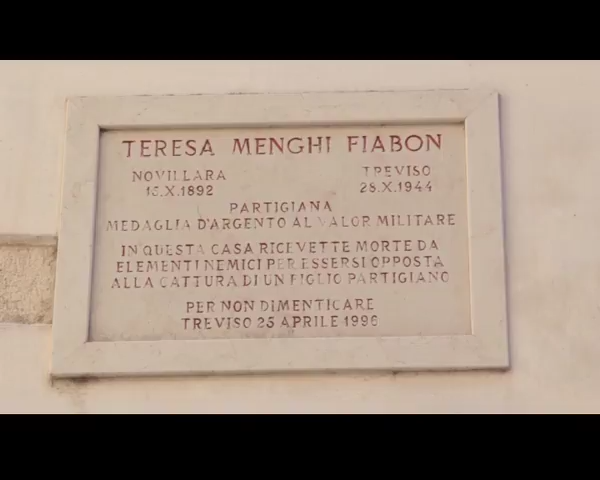 TERESA MENGHI FIABON
NOVILLARA TREVISO
15.X.1892 28.X.1944
PARTIGIANA
MEDAGLIA D'ARGENTO AL VALOR MILITARE
IN QUESTA CASA RICEVETTE MORTE DA
ELEMENTI NEMICI PER ESSERSI OPPOSTA
ALLA CATTURA DI UN FIGLIO PARTIGIANO
PER NON DIMENTICARE
TREVISO 25 APRILE 1996